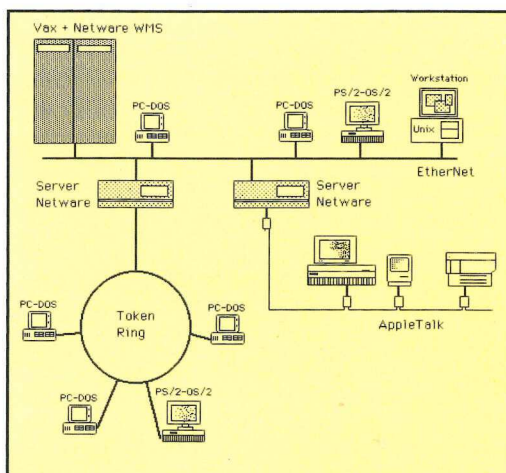 Vax + Netware WMS
PC-DOS
PC-DOS
PS/2-OS/2
Workstation
Unix
EtherNet
Server
Netware
Server
Netware
AppleTalk
PC-DOS
Token
Ring
PC-DOS
PC-DOS
PS/2-OS/2